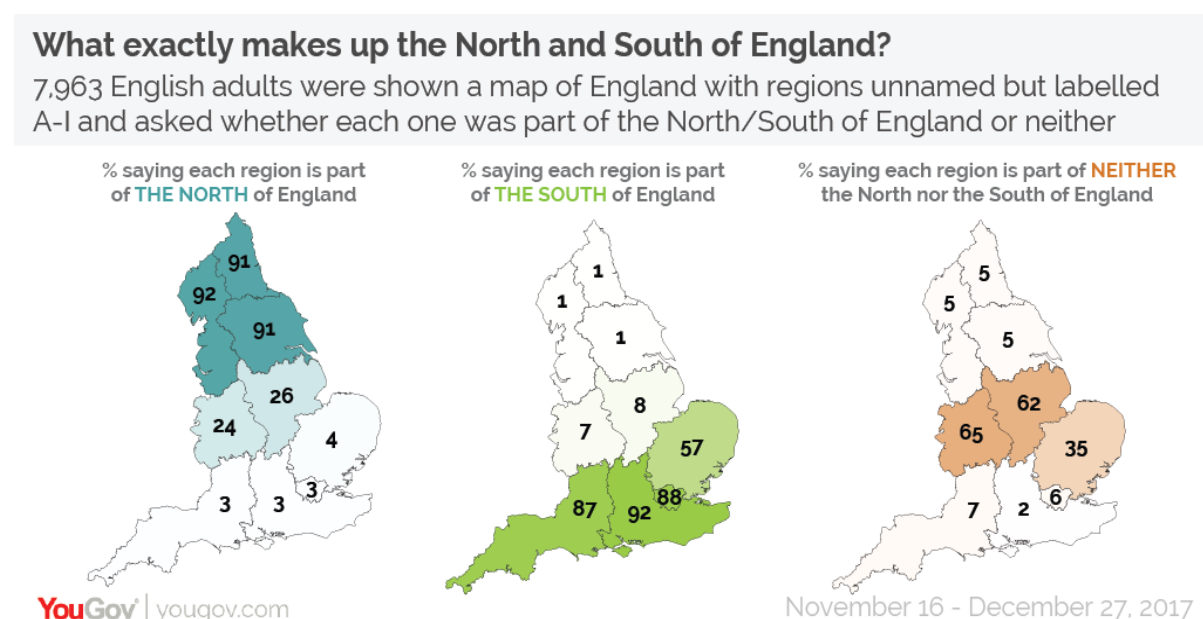 What exactly makes up the North and South of England?
7,963 English adults were shown a map of England with regions unnamed but labelled
A-I and asked whether each one was part of the North/South of England or neither
% saying each region is part
of THE NORTH of England
91
92
91
26
24
4
3
3
3
% saying each region is part
of THE SOUTH of England
1
1
1
8
7
57
88
87
92
% saying each region is part of NEITHER
the North nor the South of England
5
5
5
62
65
35
6
7
2
YouGov | yougov.com
November 16 - December 27, 2017